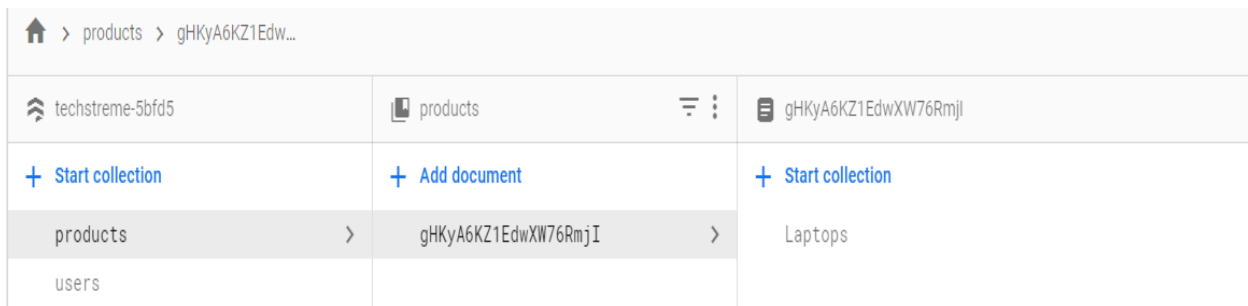 > products > gHKyA6KZ1Edw...
techstreme-5bfd5
products
gHKyA6KZ1EdwXW76RmjI
+ Start collection
+ Add document
+ Start collection
products >
gHKyA6KZ1EdwXW76RmjI >
Laptops
users